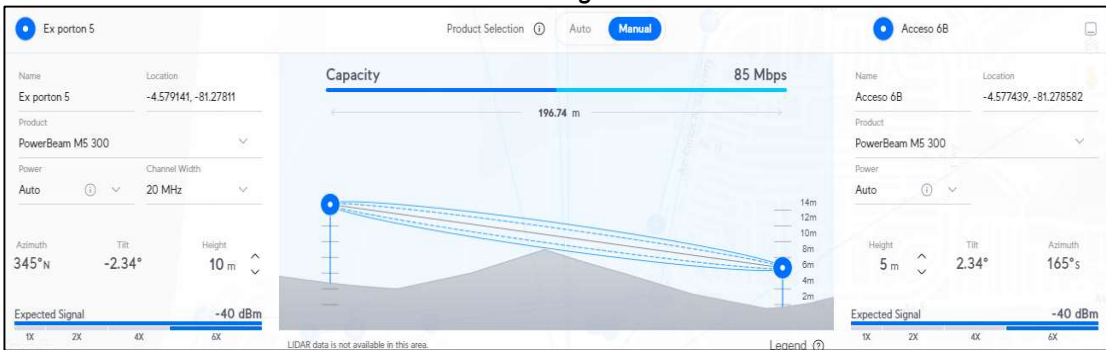 Ex porton 5
Product Selection
Auto
Manual
Acceso 6B
Name
Location
Ex porton 5
-4.579141, -81.27811
Product
PowerBeam M5 300
Power
Channel Width
Auto
20 MHz
Azimuth
Tilt
Height
345°N
-2.34°
10 m
Expected Signal
-40 dBm
1X
2X
4X
6X
Capacity
85 Mbps
196.74 m
14m
12m
10m
8m
6m
4m
2m
LIDAR data is not available in this area.
Legend
Name
Location
Acceso 6B
-4.577439, -81.278582
Product
PowerBeam M5 300
Power
Auto
Height
Tilt
Azimuth
5 m
2.34°
165°S
Expected Signal
-40 dBm
1X
2X
4X
6X